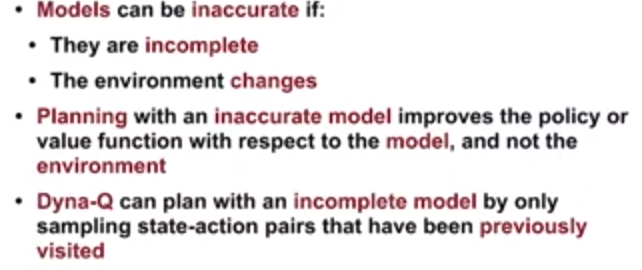 • Models can be inaccurate if:
• They are incomplete
• The environment changes
• Planning with an inaccurate model improves the policy or
value function with respect to the model, and not the
environment
• Dyna-Q can plan with an incomplete model by only
sampling state-action pairs that have been previously
visited